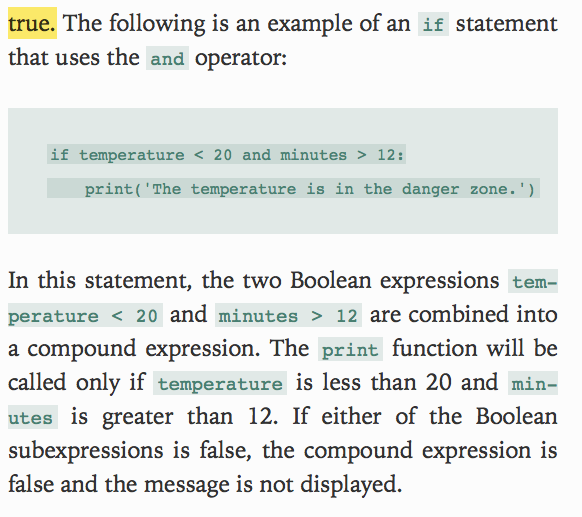 true. The following is an example of an if statement
that uses the and operator:
if temperature < 20 and minutes > 12:
print('The temperature is in the danger zone.')
In this statement, the two Boolean expressions tem-
perature < 20 and minutes > 12 are combined into
a compound expression. The print function will be
called only if temperature is less than 20 and min-
utes is greater than 12. If either of the Boolean
subexpressions is false, the compound expression is
false and the message is not displayed.